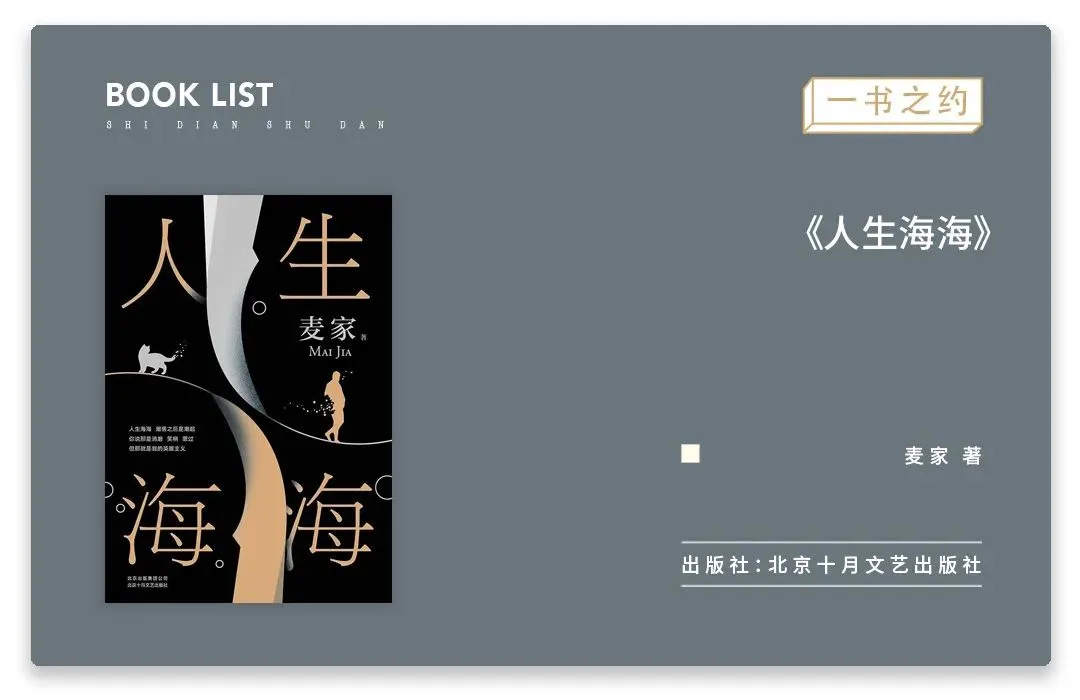 BOOK LIST
SHI DIAN SHU DAN
一书之约
《人生海海》
人生
麦家 著
MAI JIA
人生海海 潮落之后是潮起
你说那是消磨 笑柄 罪过
但那就是我的英雄主义
海海
北京出版集团公司
北京十月文艺出版社
麦家 著
出版社:北京十月文艺出版社